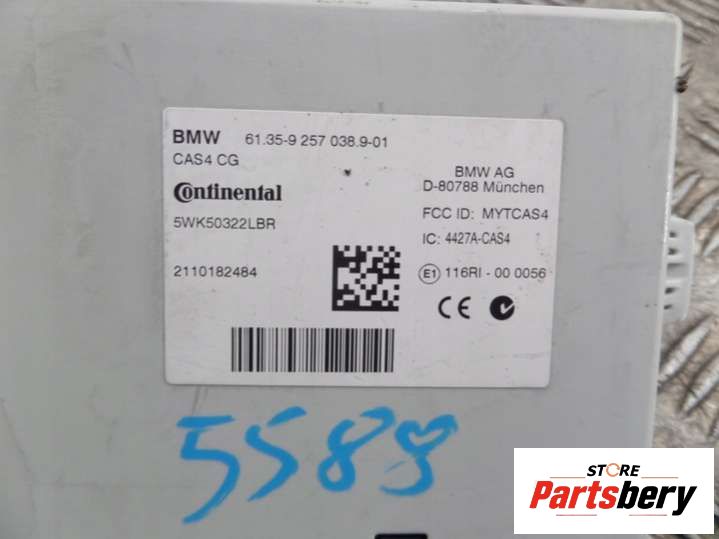 BMW 61.35-9 257 038.9-01
CAS4 CG
Continental
5WK50322LBR
2110182484
BMW AG
D-80788 München
FCC ID: MYTCAS4
IC: 4427A-CAS4
E1 116RI - 00 0056
CE
5589
STORE
Partsbery